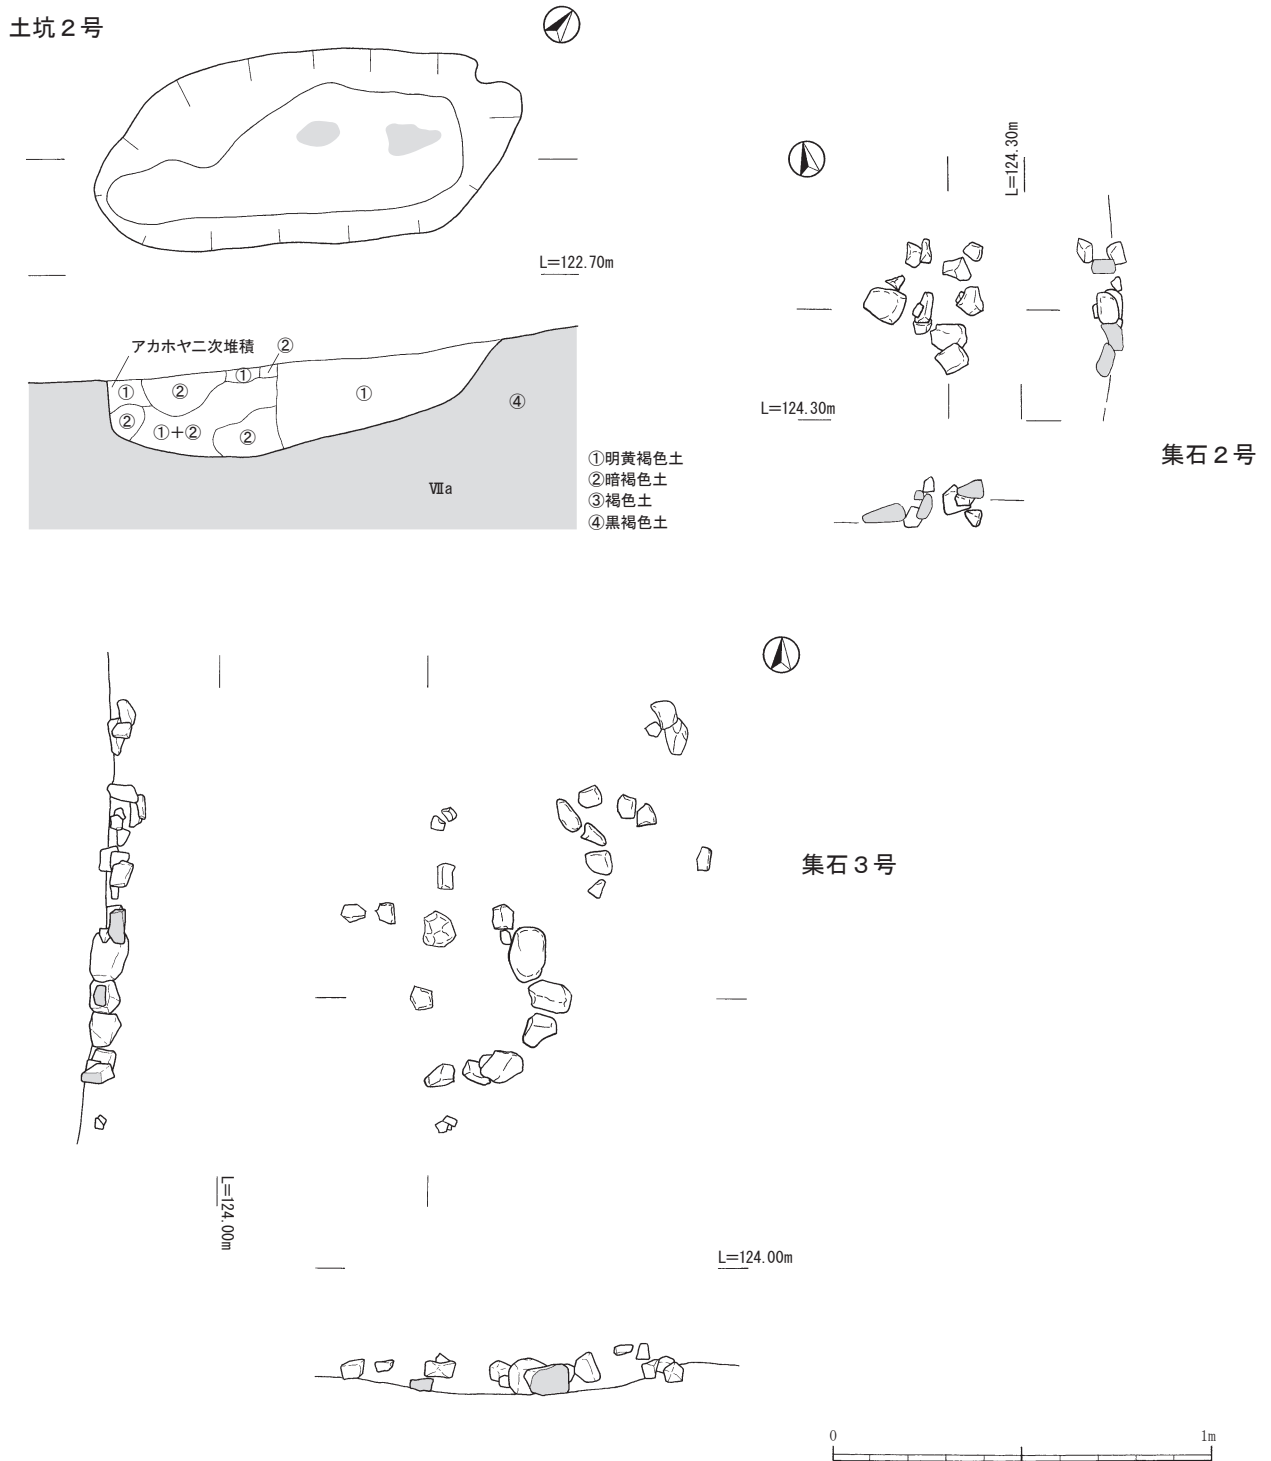 土坑２号
L=122.70m
アカホヤ二次堆積
②
①
②
①
①
②
①＋②
②
④
Ⅶa
①明黄褐色土
②暗褐色土
③褐色土
④黒褐色土
L=124.30m
L=124.30m
集石２号
集石３号
L=124.00m
L=124.00m
0 1m